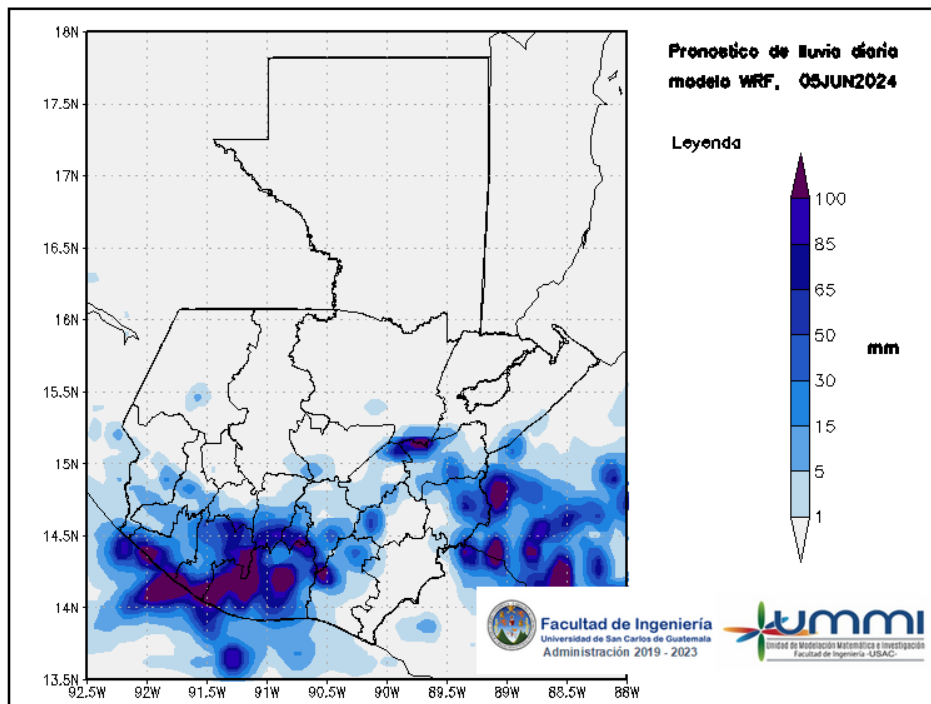 Pronostico de lluvia diaria
modelo WRF, 05JUN2024
Leyenda
100
85
65
50
30
15
5
1
mm
18N
17.5N
17N
16.5N
16N
15.5N
15N
14.5N
14N
13.5N
92.5W 92W 91.5W 91W 90.5W 90W 89.5W 89W 88.5W 88W
Facultad de Ingeniería
Universidad de San Carlos de Guatemala
Administración 2019 - 2023
UMMI
Unidad de Modelación Matemática e Investigación
Facultad de Ingeniería -USAC-